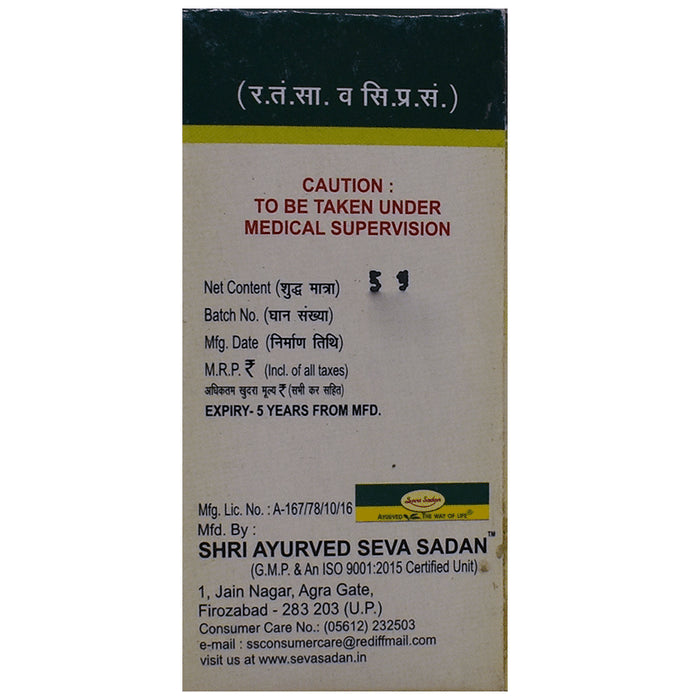 (र.तं.सा. व सि.प्र.सं.)
CAUTION :
TO BE TAKEN UNDER
MEDICAL SUPERVISION
Net Content (शुद्ध मात्रा) 5 g
Batch No. (घान संख्या)
Mfg. Date (निर्माण तिथि)
M.R.P. ₹ (Incl. of all taxes)
अधिकतम खुदरा मूल्य ₹ (सभी कर सहित)
EXPIRY- 5 YEARS FROM MFD.
Seva Sadan
AYURVED THE WAY OF LIFE®
Mfg. Lic. No. : A-167/78/10/16
Mfd. By :
SHRI AYURVED SEVA SADAN™
(G.M.P. & An ISO 9001:2015 Certified Unit)
1, Jain Nagar, Agra Gate,
Firozabad - 283 203 (U.P.)
Consumer Care No.: (05612) 232503
e-mail : ssconsumercare@rediffmail.com
visit us at www.sevasadan.in